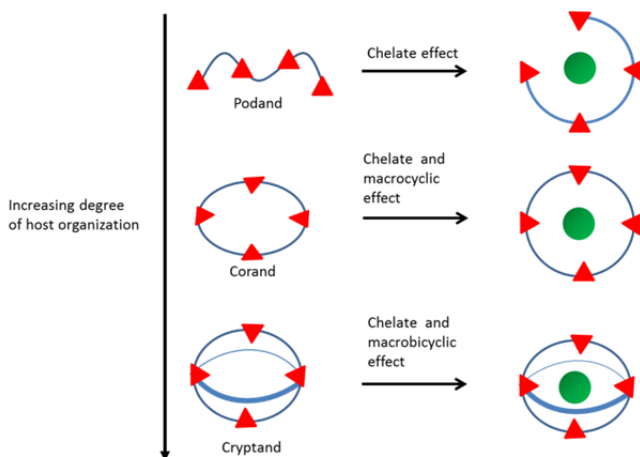 Chelate effect
Podand
Chelate and
macrocyclic
effect
Increasing degree
of host organization
Corand
Chelate and
macrobicyclic
effect
Cryptand